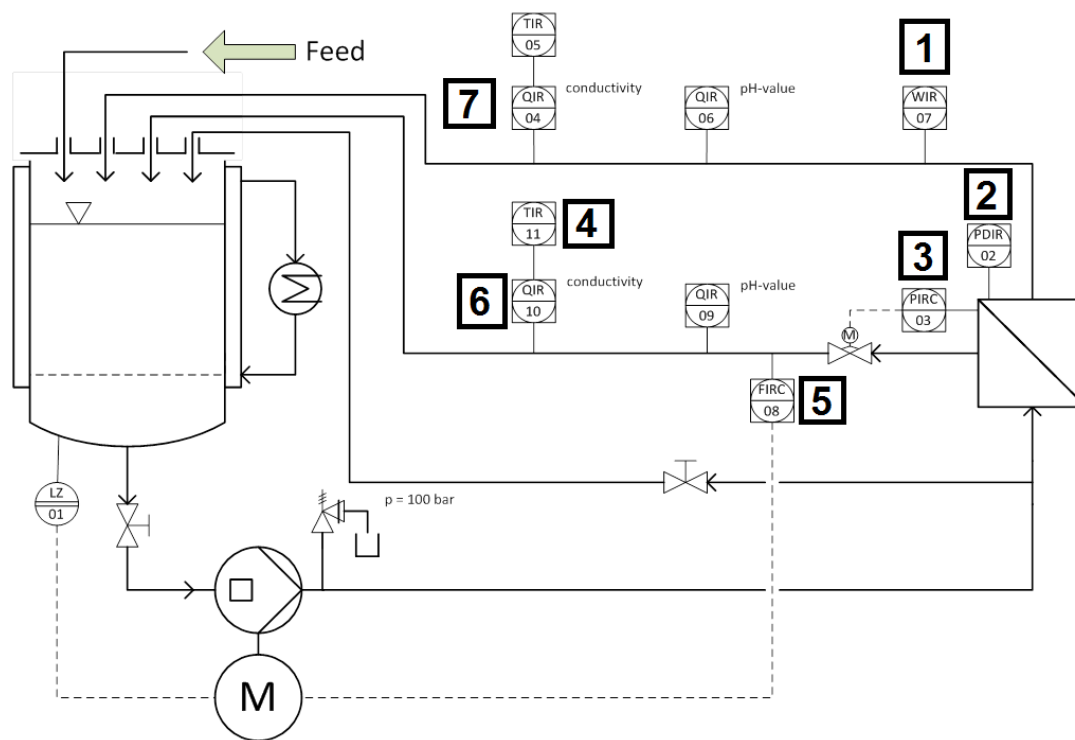 TIR
05
Feed
1
7
QIR
04
conductivity
QIR
06
pH-value
WIR
07
2
TIR
11
4
PDIR
02
3
6
QIR
10
conductivity
QIR
09
pH-value
PIRC
03
M
FIRC
08
5
LZ
01
p = 100 bar
M